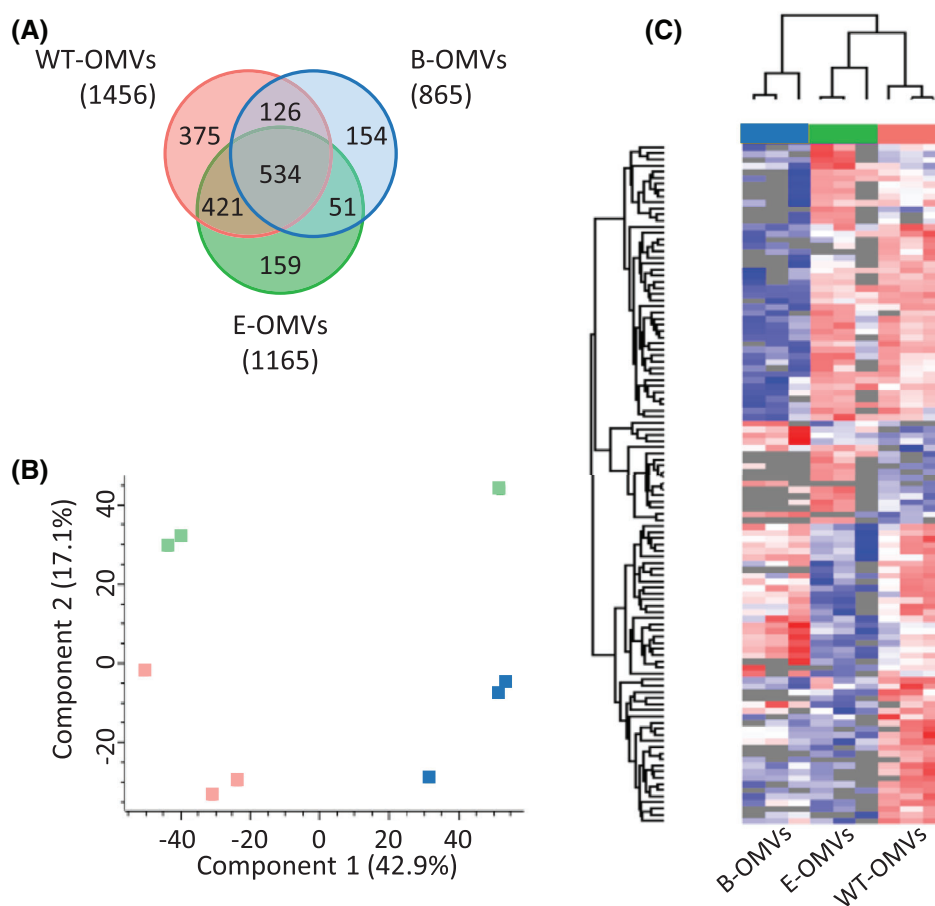 (A)
WT-OMVs
(1456)
B-OMVs
(865)
375
126
154
534
421
51
159
E-OMVs
(1165)
(B)
Component 2 (17.1%)
40
20
0
-20
-40
-20
0
20
40
Component 1 (42.9%)
(C)
B-OMVs
E-OMVs
WT-OMVs